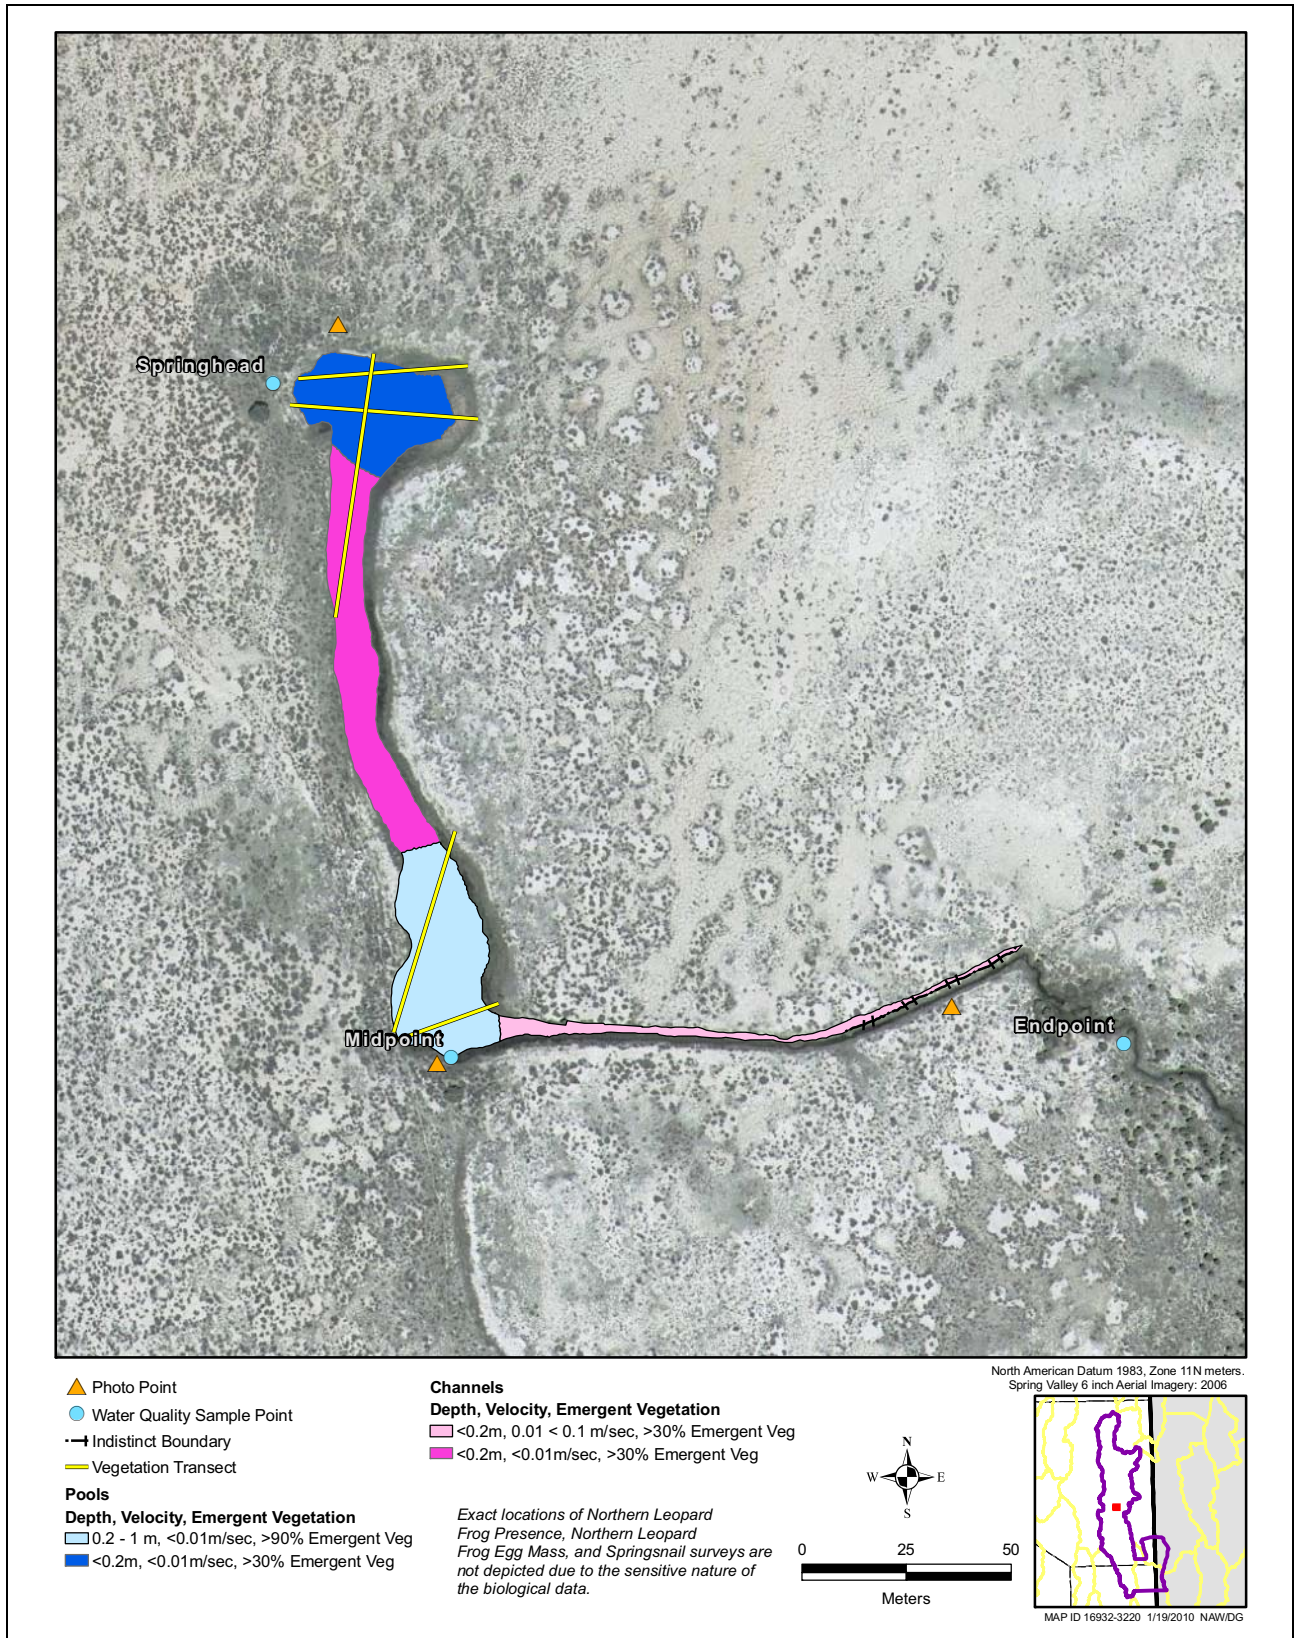 Springhead
Midpoint
Endpoint
Photo Point
Water Quality Sample Point
Indistinct Boundary
Vegetation Transect
Pools
Depth, Velocity, Emergent Vegetation
0.2 - 1 m, <0.01m/sec, >90% Emergent Veg
<0.2m, <0.01m/sec, >30% Emergent Veg
Channels
Depth, Velocity, Emergent Vegetation
<0.2m, 0.01 < 0.1 m/sec, >30% Emergent Veg
<0.2m, <0.01m/sec, >30% Emergent Veg
Exact locations of Northern Leopard
Frog Presence, Northern Leopard
Frog Egg Mass, and Springsnail surveys are
not depicted due to the sensitive nature of
the biological data.
N
W E
S
0 25 50
Meters
North American Datum 1983, Zone 11N meters.
Spring Valley 6 inch Aerial Imagery: 2006
MAP ID 16932-3220 1/19/2010 NAW/DG